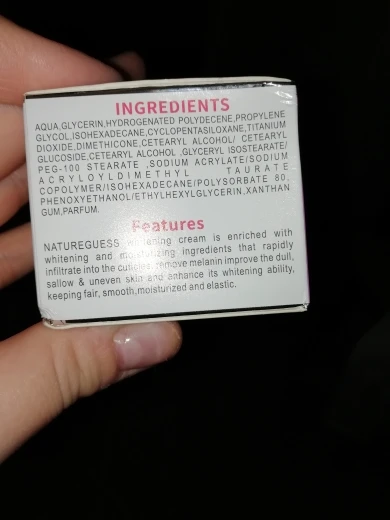 INGREDIENTS
AQUA,GLYCERIN,HYDROGENATED POLYDECENE,PROPYLENE
GLYCOL,ISOHEXADECANE,CYCLOPENTASILOXANE,TITANIUM
DIOXIDE,DIMETHICONE,CETEARYL ALCOHOL/ CETEARYL
GLUCOSIDE,CETEARYL ALCOHOL ,GLYCERYL ISOSTEARATE/
PEG-100 STEARATE ,SODIUM ACRYLATE/SODIUM
ACRYLOYLDIMETHYL TAURATE
COPOLYMER/ISOHEXADECANE/POLYSORBATE 80,
PHENOXYETHANOL/ETHYLHEXYLGLYCERIN,XANTHAN
GUM,PARFUM.
Features
NATUREGUESS whitening cream is enriched with
whitening and moisturizing ingredients that rapidly
infiltrate into the cuticles, remove melanin improve the dull,
sallow & uneven skin and enhance its whitening ability,
keeping fair, smooth,moisturized and elastic.